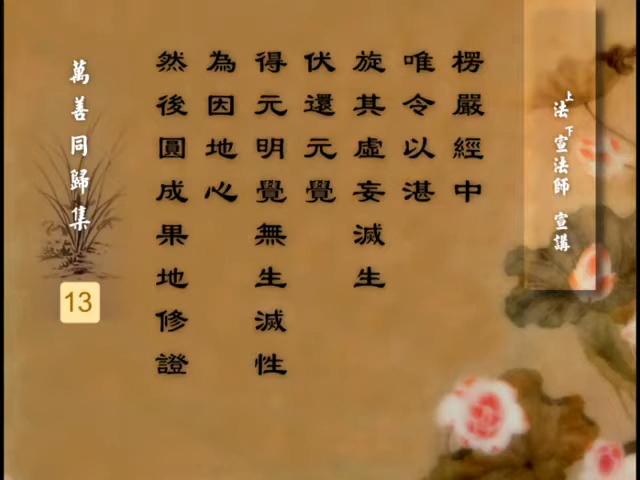 上法下宣法師 宣講
楞嚴經中
唯令以湛
旋其虛妄滅生
伏還元覺
得元明覺無生滅性
為因地心
然後圓成果地修證
萬善同歸集
13